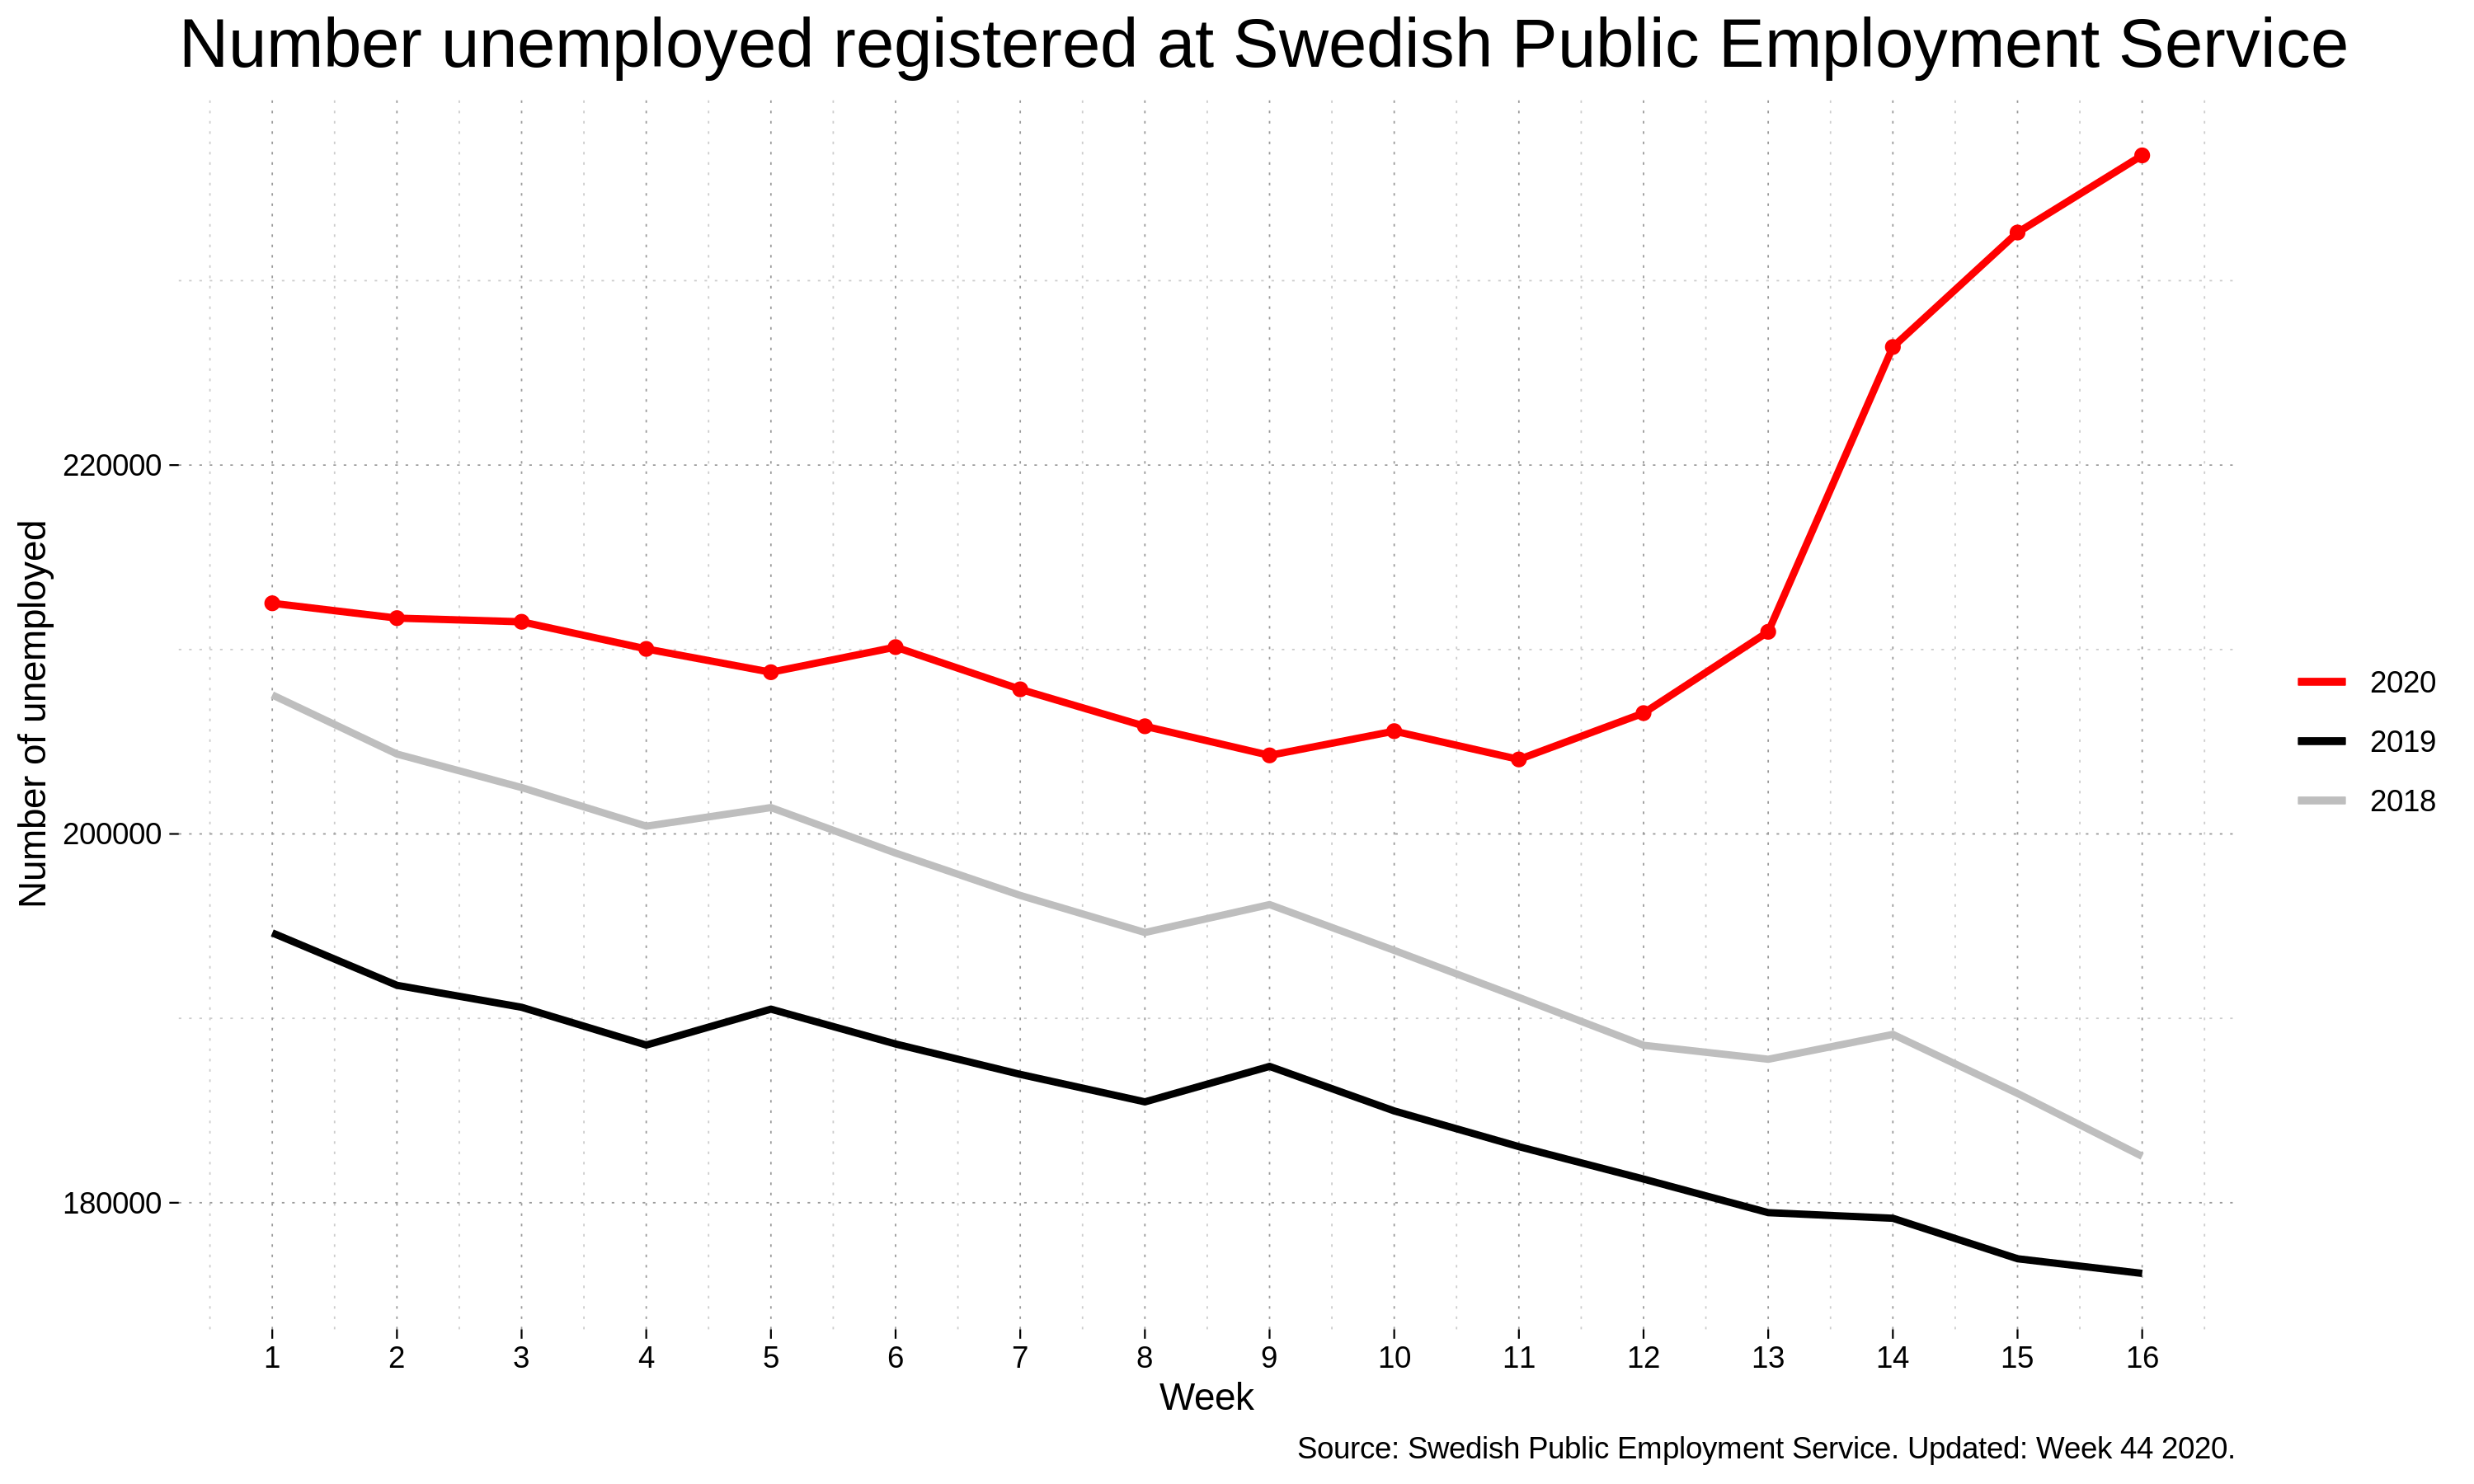 Number unemployed registered at Swedish Public Employment Service
Number of unemployed
220000
200000
180000
1 2 3 4 5 6 7 8 9 10 11 12 13 14 15 16
Week
2020
2019
2018
Source: Swedish Public Employment Service. Updated: Week 44 2020.